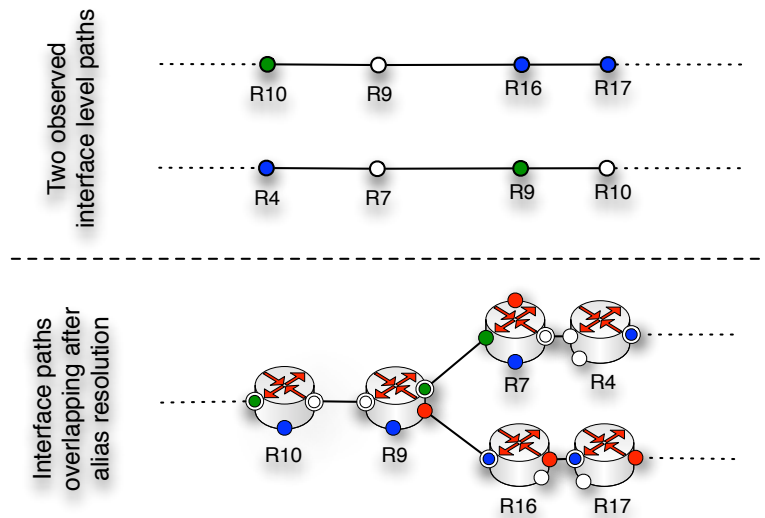 Two observed
interface level paths
R10 R9 R16 R17
R4 R7 R9 R10
Interface paths
overlapping after
alias resolution
R7 R4
R10 R9
R16 R17